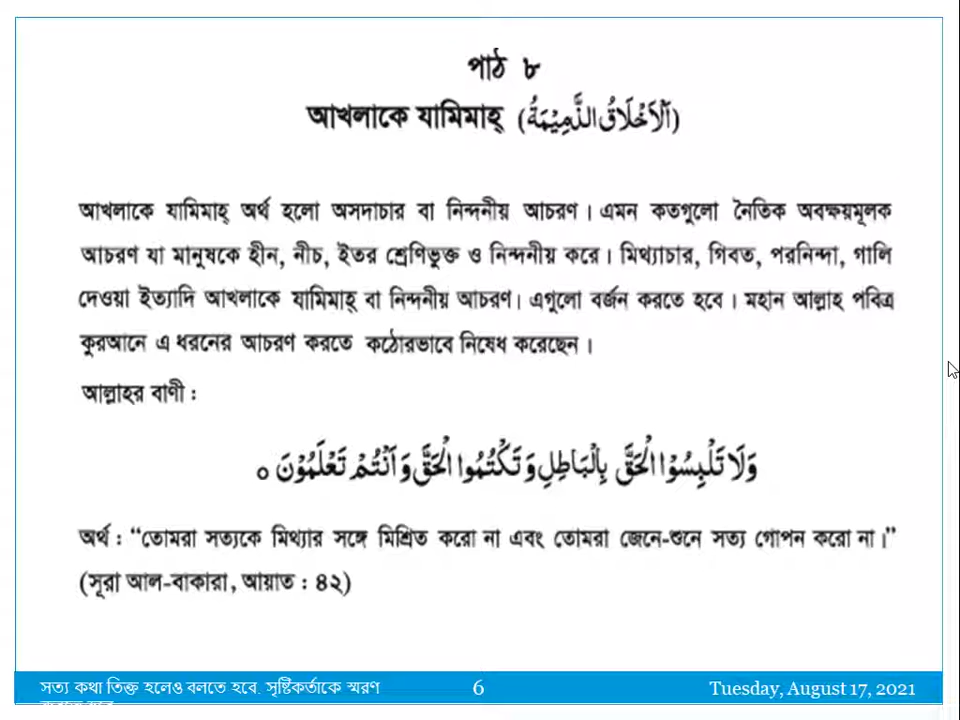 পাঠ ৮
আখলাকে যামিমাহ্ (اَلْاَخْلَاقُ الذَّمِيْمَةُ)
আখলাকে যামিমাহ্ অর্থ হলো অসদাচার বা নিন্দনীয় আচরণ। এমন কতগুলো নৈতিক অবক্ষয়মূলক
আচরণ যা মানুষকে হীন, নীচ, ইতর শ্রেণিভুক্ত ও নিন্দনীয় করে। মিথ্যাচার, গিবত, পরনিন্দা, গালি
দেওয়া ইত্যাদি আখলাকে যামিমাহ্ বা নিন্দনীয় আচরণ। এগুলো বর্জন করতে হবে। মহান আল্লাহ পবিত্র
কুরআনে এ ধরনের আচরণ করতে কঠোরভাবে নিষেধ করেছেন।
আল্লাহর বাণী :
وَلَا تَلْبِسُوْا الْحَقَّ بِالْبَاطِلِ وَتَكْتُمُوا الْحَقَّ وَاَنْتُمْ تَعْلَمُوْنَ ٥
অর্থ : “তোমরা সত্যকে মিথ্যার সঙ্গে মিশ্রিত করো না এবং তোমরা জেনে-শুনে সত্য গোপন করো না।”
(সূরা আল-বাকারা, আয়াত : ৪২)
সত্য কথা তিক্ত হলেও বলতে হবে. সৃষ্টিকর্তাকে স্মরণ
6
Tuesday, August 17, 2021